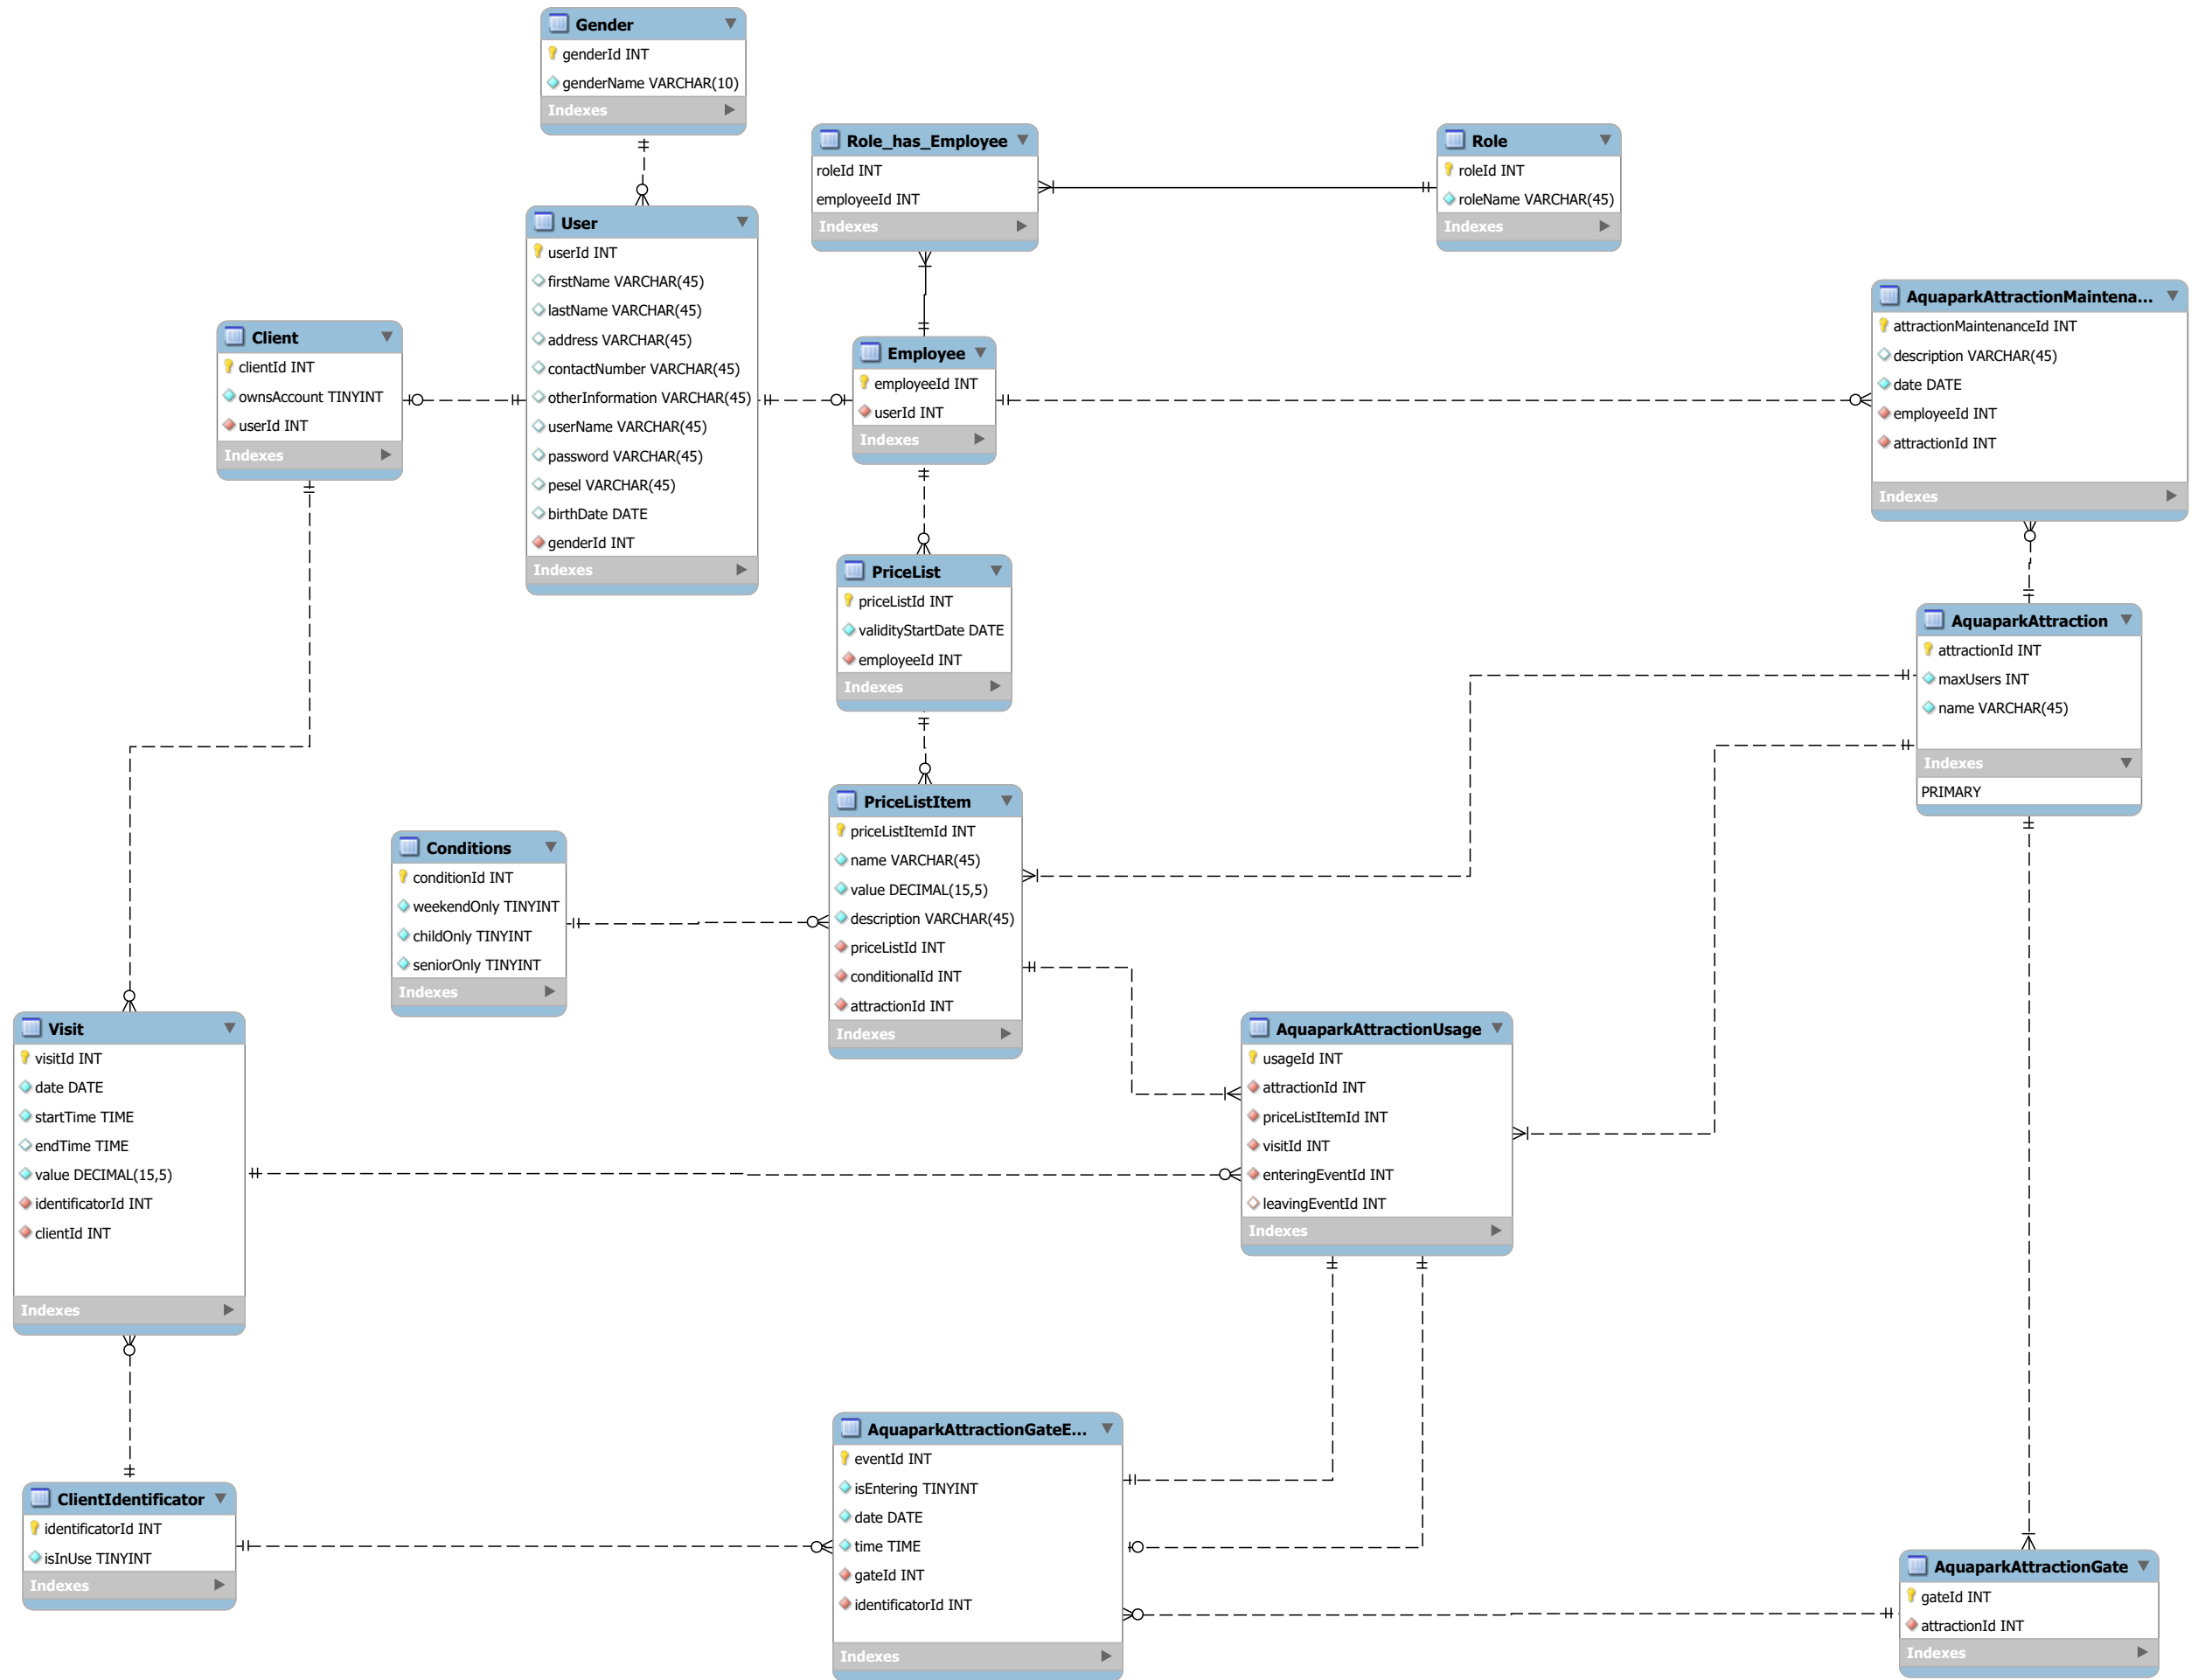 Gender
genderId INT
genderName VARCHAR(10)
Indexes
Role_has_Employee
roleId INT
employeeId INT
Indexes
Role
roleId INT
roleName VARCHAR(45)
Indexes
User
userId INT
firstName VARCHAR(45)
lastName VARCHAR(45)
address VARCHAR(45)
contactNumber VARCHAR(45)
otherInformation VARCHAR(45)
userName VARCHAR(45)
password VARCHAR(45)
pesel VARCHAR(45)
birthDate DATE
genderId INT
Indexes
Client
clientId INT
ownsAccount TINYINT
userId INT
Indexes
Employee
employeeId INT
userId INT
Indexes
AquaparkAttractionMaintena...
attractionMaintenanceId INT
description VARCHAR(45)
date DATE
employeeId INT
attractionId INT
Indexes
PriceList
priceListId INT
validityStartDate DATE
employeeId INT
Indexes
AquaparkAttraction
attractionId INT
maxUsers INT
name VARCHAR(45)
Indexes
PRIMARY
PriceListItem
priceListItemId INT
name VARCHAR(45)
value DECIMAL(15,5)
description VARCHAR(45)
priceListId INT
conditionalId INT
attractionId INT
Indexes
Conditions
conditionId INT
weekendOnly TINYINT
childOnly TINYINT
seniorOnly TINYINT
Indexes
Visit
visitId INT
date DATE
startTime TIME
endTime TIME
value DECIMAL(15,5)
identificatorId INT
clientId INT
Indexes
AquaparkAttractionUsage
usageId INT
attractionId INT
priceListItemId INT
visitId INT
enteringEventId INT
leavingEventId INT
Indexes
AquaparkAttractionGateE...
eventId INT
isEntering TINYINT
date DATE
time TIME
gateId INT
identificatorId INT
Indexes
ClientIdentificator
identificatorId INT
isInUse TINYINT
Indexes
AquaparkAttractionGate
gateId INT
attractionId INT
Indexes